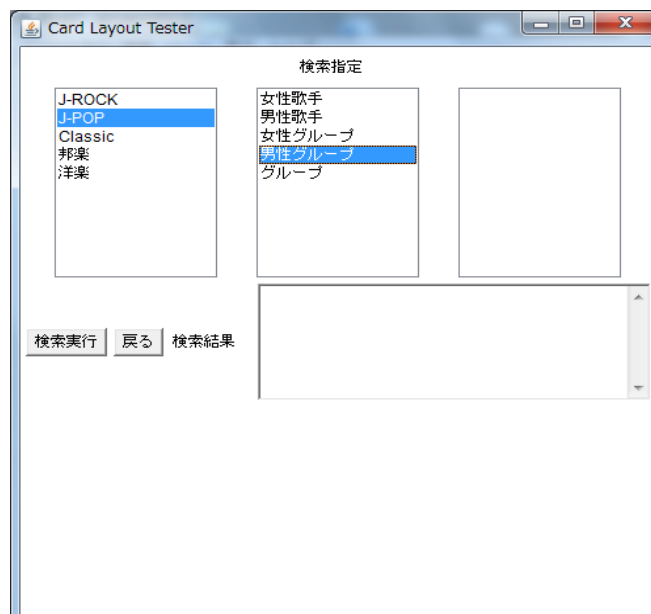 Card Layout Tester
検索指定
J-ROCK
J-POP
Classic
邦楽
洋楽
女性歌手
男性歌手
女性グループ
男性グループ
グループ
検索実行
戻る
検索結果